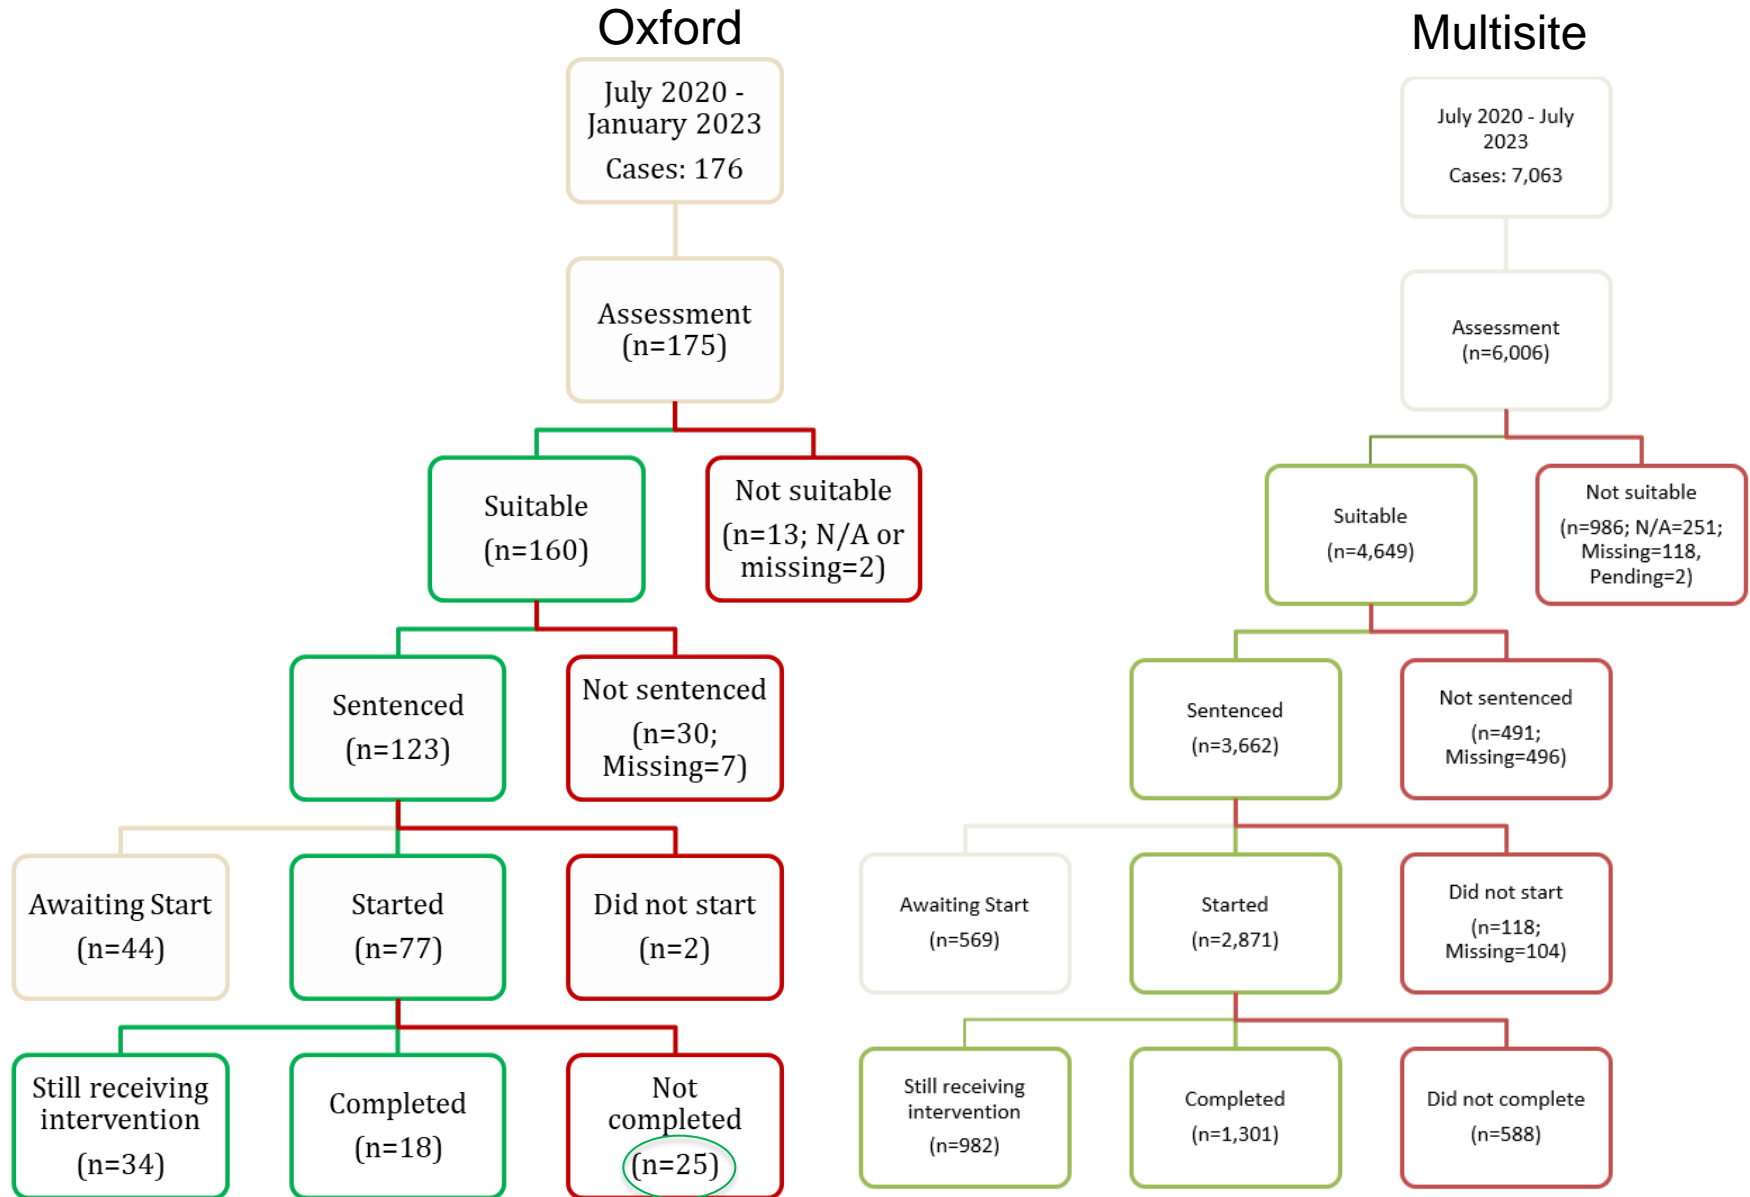 Oxford
July 2020 -
January 2023
Cases: 176
Assessment
(n=175)
Suitable
(n=160)
Not suitable
(n=13; N/A or
missing=2)
Sentenced
(n=123)
Not sentenced
(n=30;
Missing=7)
Awaiting Start
(n=44)
Started
(n=77)
Did not start
(n=2)
Still receiving
intervention
(n=34)
Completed
(n=18)
Not
completed
(n=25)
Multisite
July 2020 - July
2023
Cases: 7,063
Assessment
(n=6,006)
Suitable
(n=4,649)
Not suitable
(n=986; N/A=251;
Missing=118,
Pending=2)
Sentenced
(n=3,662)
Not sentenced
(n=491;
Missing=496)
Awaiting Start
(n=569)
Started
(n=2,871)
Did not start
(n=118;
Missing=104)
Still receiving
intervention
(n=982)
Completed
(n=1,301)
Did not complete
(n=588)